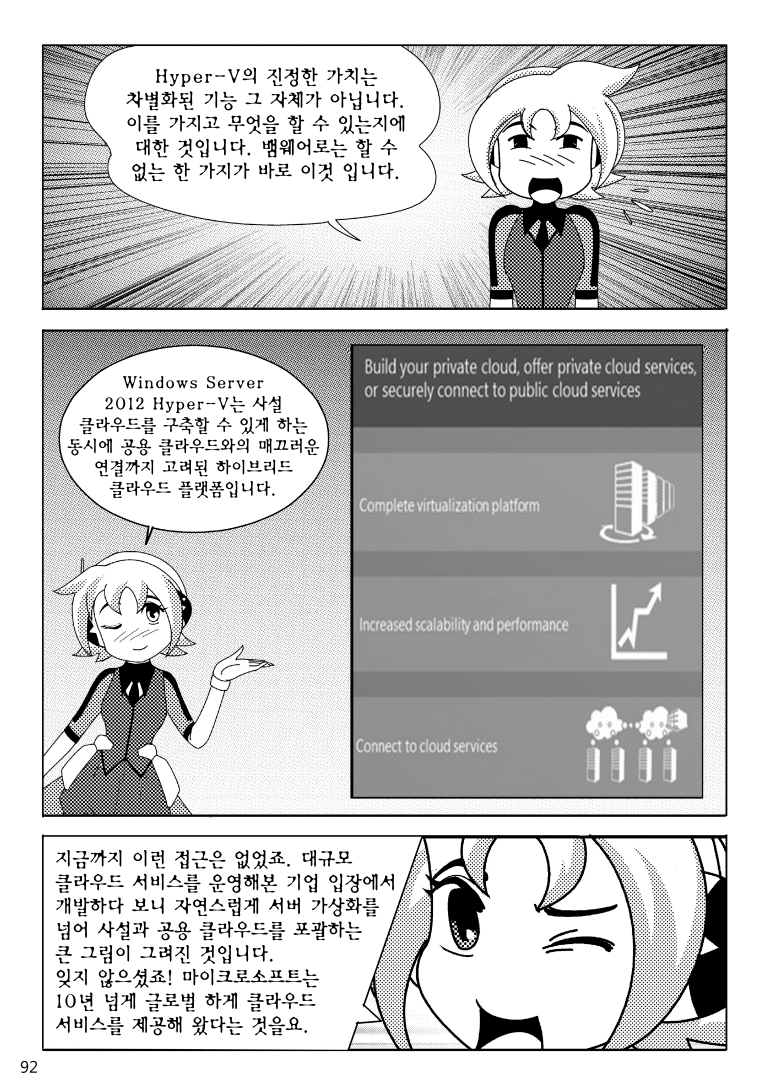 Hyper-V의 진정한 가치는
차별화된 기능 그 자체가 아닙니다.
이를 가지고 무엇을 할 수 있는지에
대한 것입니다. 뱀웨어로는 할 수
없는 한 가지가 바로 이것 입니다.
Windows Server
2012 Hyper-V는 사설
클라우드를 구축할 수 있게 하는
동시에 공용 클라우드와의 매끄러운
연결까지 고려된 하이브리드
클라우드 플랫폼입니다.
Build your private cloud, offer private cloud services,
or securely connect to public cloud services
Complete virtualization platform
Increased scalability and performance
Connect to cloud services
지금까지 이런 접근은 없었죠. 대규모
클라우드 서비스를 운영해본 기업 입장에서
개발하다 보니 자연스럽게 서버 가상화를
넘어 사설과 공용 클라우드를 포괄하는
큰 그림이 그려진 것입니다.
잊지 않으셨죠! 마이크로소프트는
10년 넘게 글로벌 하게 클라우드
서비스를 제공해 왔다는 것을요.
92